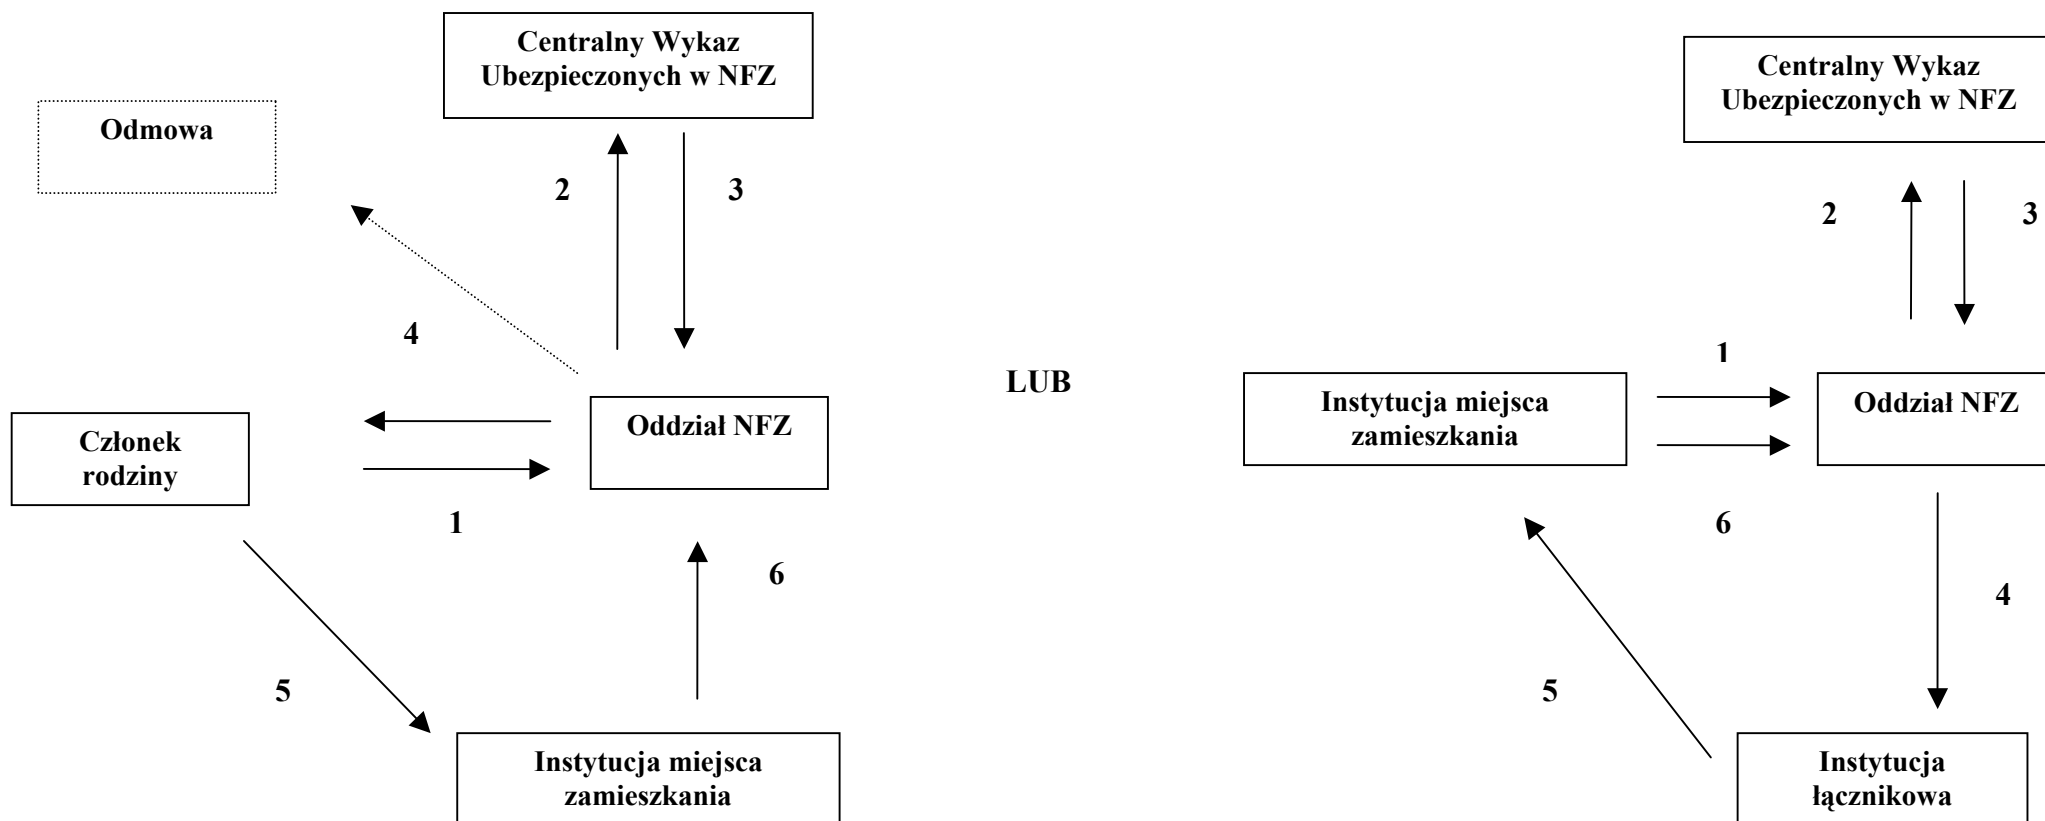 Centralny Wykaz
Ubezpieczonych w NFZ
Odmowa
2
3
4
Członek
rodziny
Oddział NFZ
1
6
5
Instytucja miejsca
zamieszkania
LUB
Centralny Wykaz
Ubezpieczonych w NFZ
2
3
1
Instytucja miejsca
zamieszkania
Oddział NFZ
6
4
5
Instytucja
łącznikowa